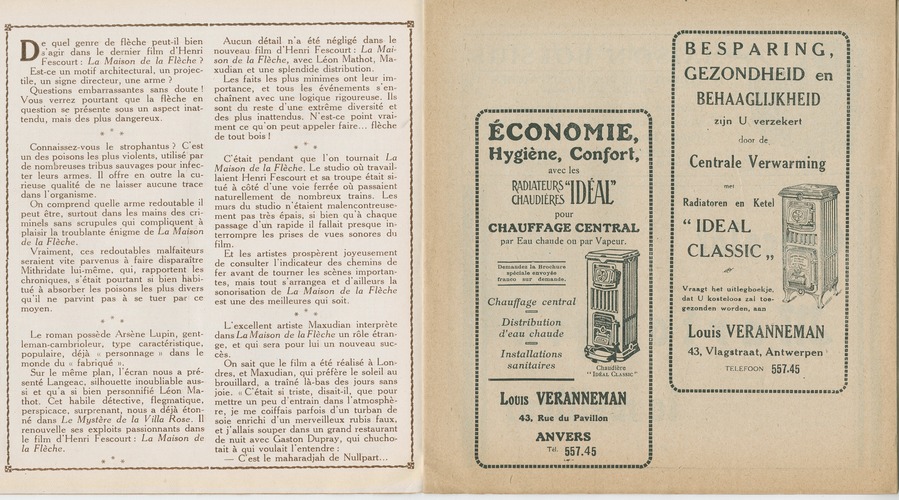 De quel genre de flèche peut-il bien
s'agir dans le dernier film d'Henri
Fescourt : La Maison de la Flèche ?
Est-ce un motif architectural, un projec-
tile, un signe directeur, une arme ?
Questions embarrassantes sans doute !
Vous verrez pourtant que la flèche en
question se présente sous un aspect inat-
tendu, mais des plus dangereux.
* * *
Connaissez-vous le strophantus ? C'est
un des poisons les plus violents, utilisé par
de nombreuses tribus sauvages pour infec-
ter leurs armes. Il offre en outre la cu-
rieuse qualité de ne laisser aucune trace
dans l'organisme.
On comprend quelle arme redoutable il
peut être, surtout dans les mains des cri-
minels sans scrupules qui compliquent à
plaisir la troublante énigme de La Maison
de la Flèche.
Vraiment, ces redoutables malfaiteurs
seraient vite parvenus à faire disparaître
Mithridate lui-même, qui, rapportent les
chroniques, s'était pourtant si bien habi-
tué à absorber les poisons les plus divers
qu'il ne parvint pas à se tuer par ce
moyen.
* * *
Le roman possède Arsène Lupin, gent-
leman-cambrioleur, type caractéristique,
populaire, déjà « personnage » dans le
monde du « fabriqué ».
Sur le même plan, l'écran nous a pré-
senté Langeac, silhouette inoubliable aus-
si et qu'a si bien personnifié Léon Ma-
thot. Cet habile détective, flegmatique,
perspicace, surprenant, nous a déjà éton-
né dans Le Mystère de la Villa Rose. Il
renouvelle ses exploits passionnants dans
le film d'Henri Fescourt : La Maison de
la Flèche.
* * *
Aucun détail n'a été négligé dans le
nouveau film d'Henri Fescourt : La Mai-
son de la Flèche, avec Léon Mathot, Ma-
xudian et une splendide distribution.
Les faits les plus minimes ont leur im-
portance, et tous les événements s'en-
chaînent avec une logique rigoureuse. Ils
sont du reste d'une extrême diversité et
des plus inattendus. N'est-ce point vrai-
ment ce qu'on peut appeler faire... flèche
de tout bois !
* * *
C'était pendant que l'on tournait La
Maison de la Flèche. Le studio où travail-
laient Henri Fescourt et sa troupe était si-
tué à côté d'une voie ferrée où passaient
naturellement de nombreux trains. Les
murs du studio n'étaient malencontreuse-
ment pas très épais, si bien qu'à chaque
passage d'un rapide il fallait presque in-
terrompre les prises de vues sonores du
film.
Et les artistes prospèrent joyeusement
de consulter l'indicateur des chemins de
fer avant de tourner les scènes importan-
tes, mais tout s'arrangea et d'ailleurs la
sonorisation de La Maison de la Flèche
est une des meilleures qui soit.
* * *
L'excellent artiste Maxudian interprète
dans La Maison de la Flèche un rôle étran-
ge, et qui sera pour lui un nouveau suc-
cès.
On sait que le film a été réalisé à Lon-
dres, et Maxudian, qui préfère le soleil au
brouillard, a traîné là-bas des jours sans
joie. « C'était si triste, disait-il, que pour
mettre un peu d'entrain dans l'atmosphè-
re, je me coiffais parfois d'un turban de
soie enrichi d'un merveilleux rubis faux,
et j'allais souper dans un grand restaurant
de nuit avec Gaston Dupray, qui chucho-
tait à qui voulait l'entendre :
— C'est le maharadjah de Nullpart...
ÉCONOMIE,
Hygiène, Confort,
avec les
RADIATEURS
CHAUDIÈRES "IDÉAL"
pour
CHAUFFAGE CENTRAL
par Eau chaude ou par Vapeur.
Demandez la Brochure
spéciale envoyée
franco sur demande.
Chauffage central
Distribution
d'eau chaude
Installations
sanitaires
Chaudière
"IDÉAL CLASSIC"
Louis VERANNEMAN
43, Rue du Pavillon
ANVERS
Tél. 557.45
BESPARING,
GEZONDHEID en
BEHAAGLIJKHEID
zijn U verzekert
door de
Centrale Verwarming
met
Radiatoren en Ketel
“ IDEAL
CLASSIC „
Vraagt het uitlegboekje,
dat U kosteloos zal toe-
gezonden worden, aan
Louis VERANNEMAN
43, Vlagstraat, Antwerpen
TELEFOON 557.45